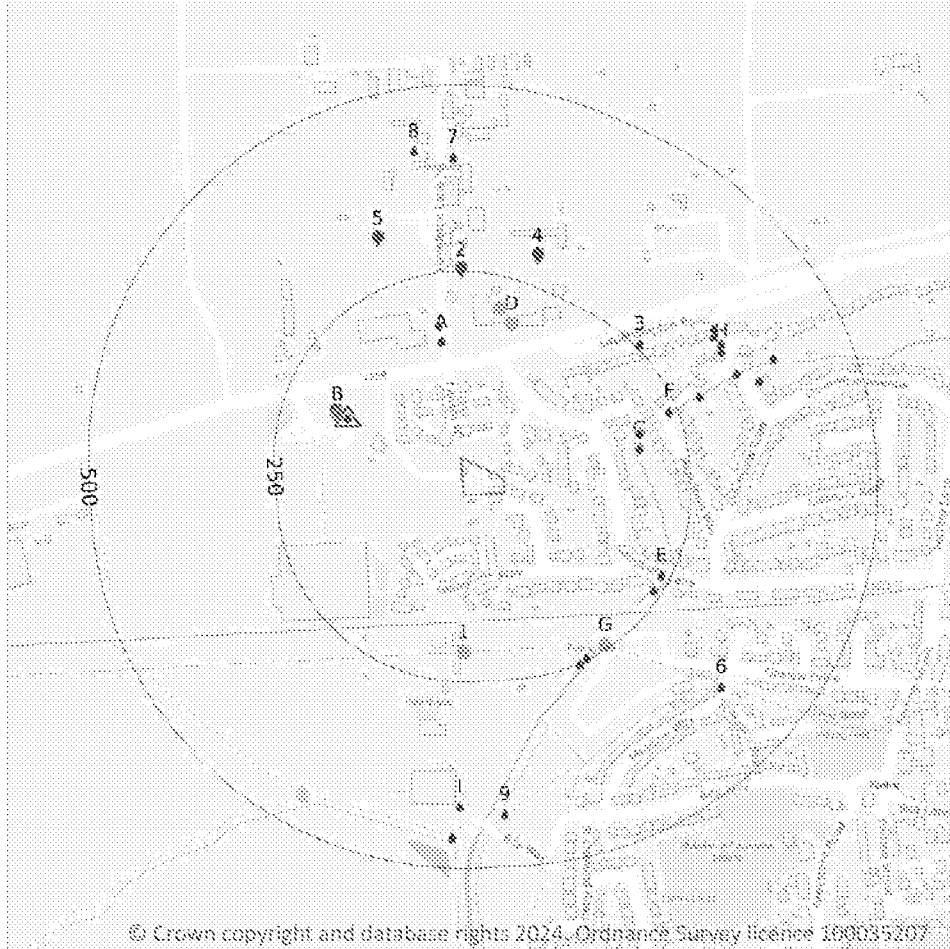 8 7
5
4
2
D
A
3
B
F
C
500
250
E
1
G
6
I 9
© Crown copyright and database rights 2024. Ordnance Survey licence 100035207.